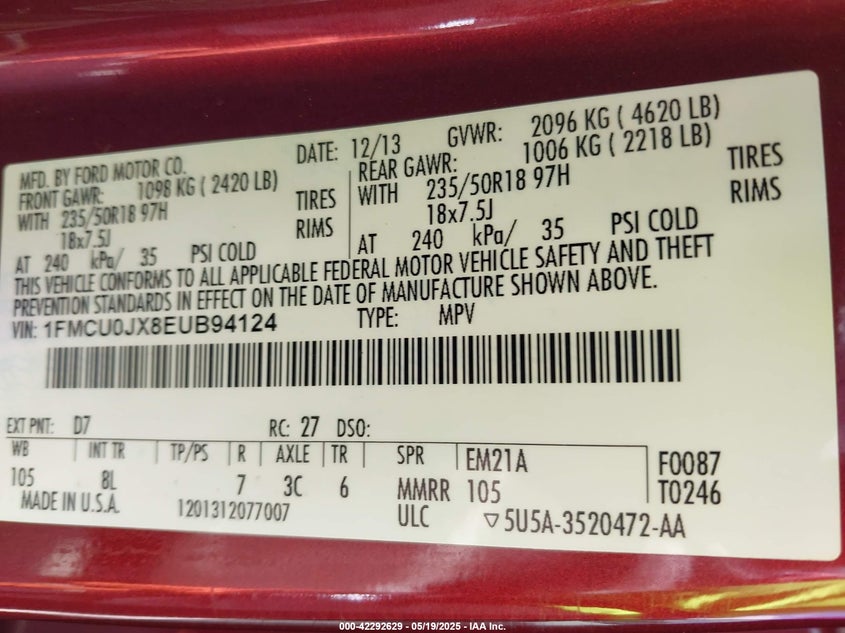 MFD. BY FORD MOTOR CO. DATE: 12/13 GVWR: 2096 KG ( 4620 LB)
FRONT GAWR: 1098 KG ( 2420 LB) REAR GAWR: 1006 KG ( 2218 LB)
WITH 235/50R18 97H TIRES WITH 235/50R18 97H TIRES
18x7.5J RIMS 18x7.5J RIMS
AT 240 kPa/ 35 PSI COLD AT 240 kPa/ 35 PSI COLD
THIS VEHICLE CONFORMS TO ALL APPLICABLE FEDERAL MOTOR VEHICLE SAFETY AND THEFT
PREVENTION STANDARDS IN EFFECT ON THE DATE OF MANUFACTURE SHOWN ABOVE.
VIN: 1FMCU0JX8EUB94124 TYPE: MPV
EXT PNT: D7 RC: 27 DSO:
WB INT TR TP/PS R AXLE TR SPR EM21A F0087
105 8L 7 3C 6 MMRR 105 T0246
MADE IN U.S.A. 1201312077007 ULC ▽5U5A-3520472-AA
000-42292629 - 05/19/2025 - IAA Inc.